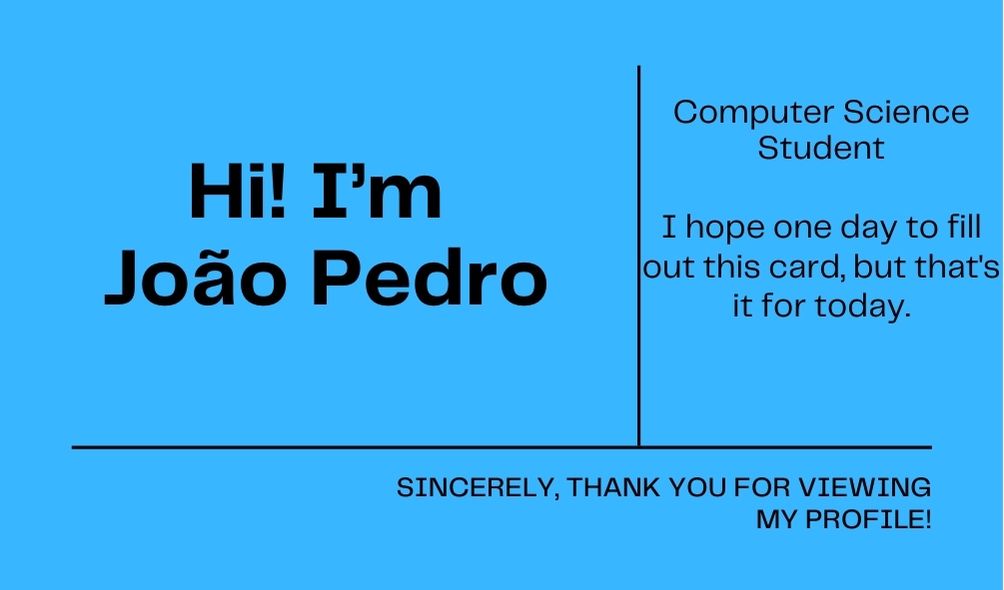 Hi! I’m
João Pedro
Computer Science
Student
I hope one day to fill
out this card, but that's
it for today.
SINCERELY, THANK YOU FOR VIEWING
MY PROFILE!